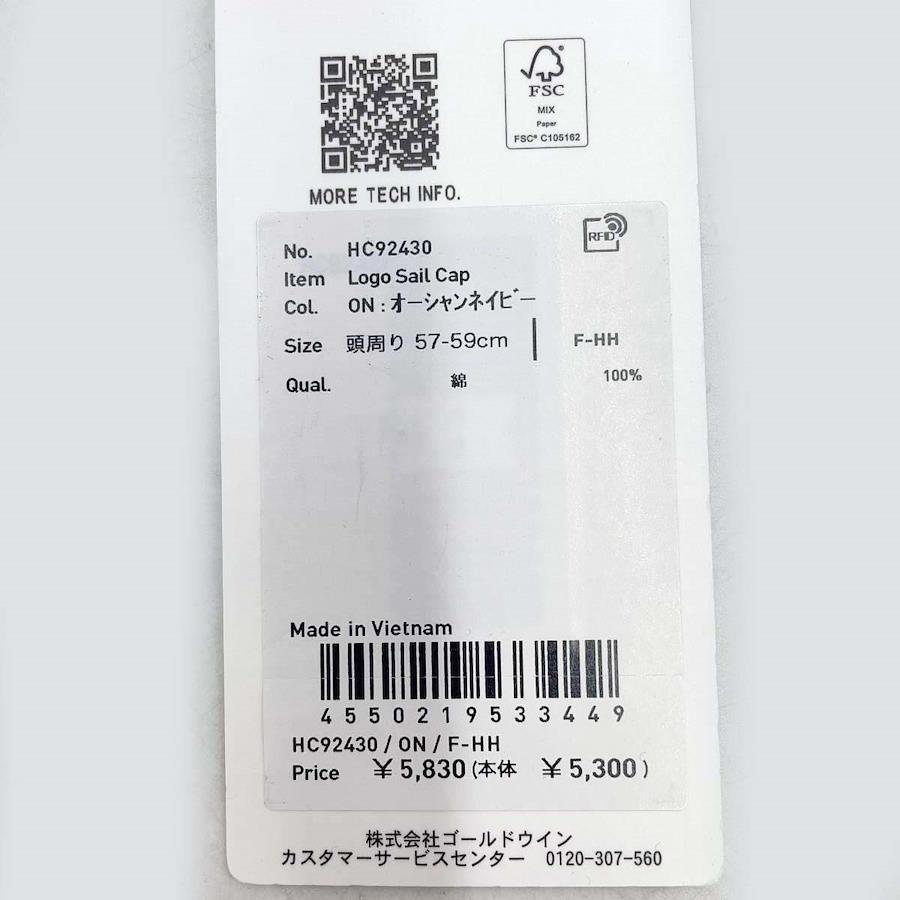 FSC
MIX
Paper
FSC® C105162
MORE TECH INFO.
RFID
No. HC92430
Item Logo Sail Cap
Col. ON : オーシャンネイビー
Size 頭周り 57-59cm F-HH
Qual. 綿 100%
Made in Vietnam
4550219533449
HC92430 / ON / F-HH
Price ¥ 5,830 (本体 ¥ 5,300 )
株式会社ゴールドウイン
カスタマーサービスセンター 0120-307-560